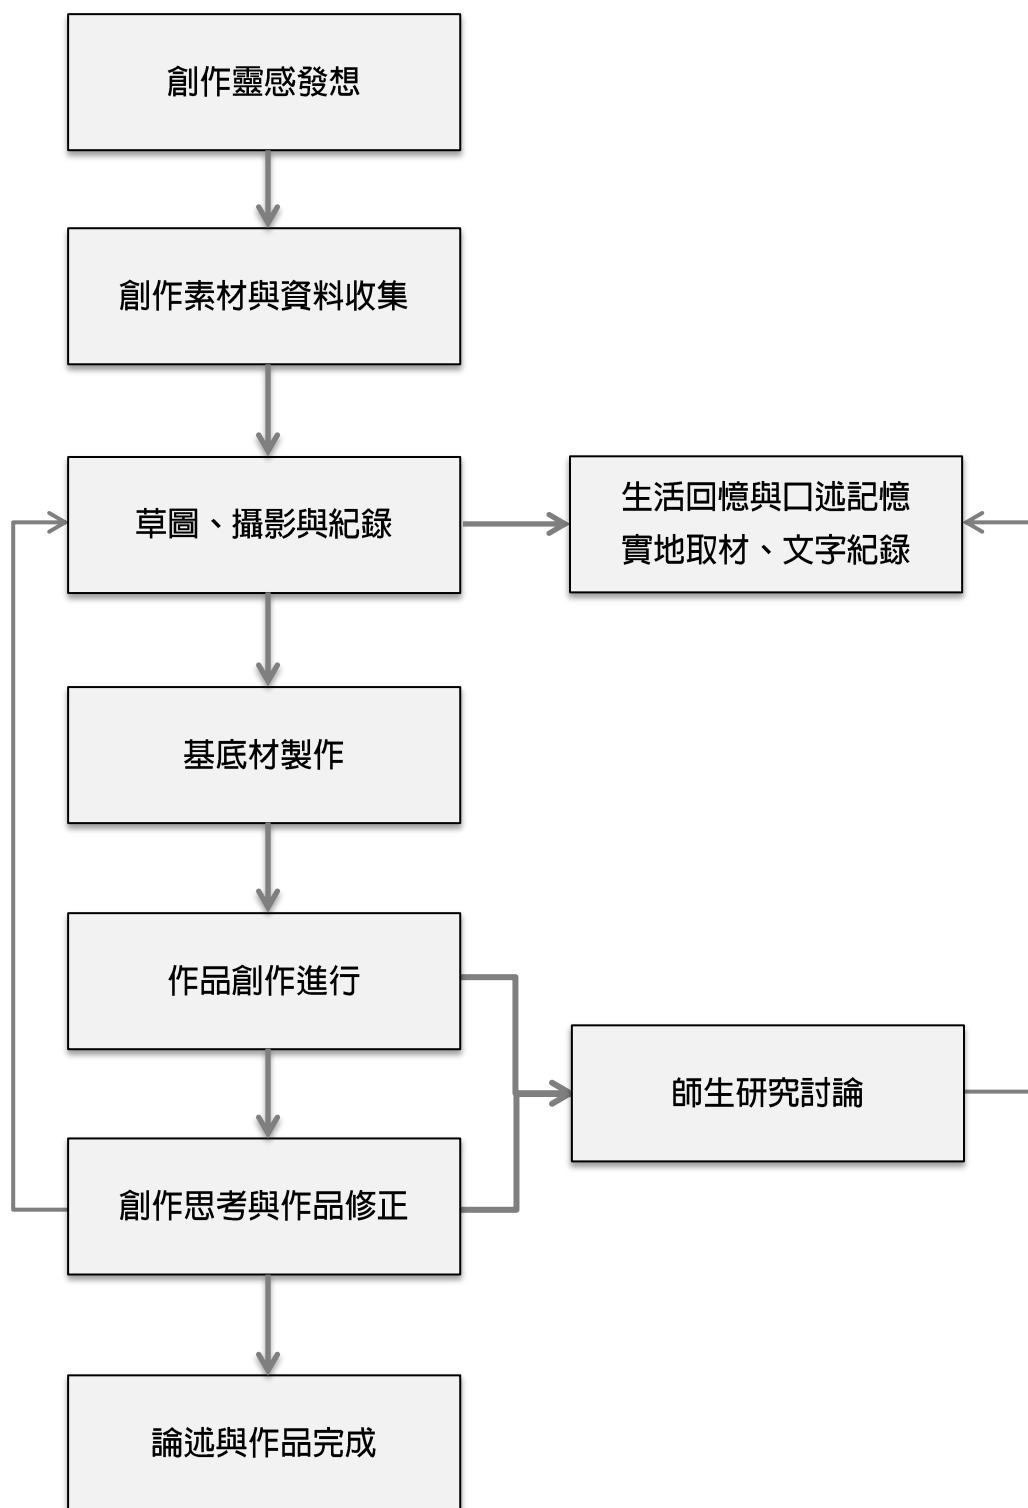 創作靈感發想
創作素材與資料收集
草圖、攝影與紀錄
生活回憶與口述記憶
實地取材、文字紀錄
基底材製作
作品創作進行
師生研究討論
創作思考與作品修正
論述與作品完成